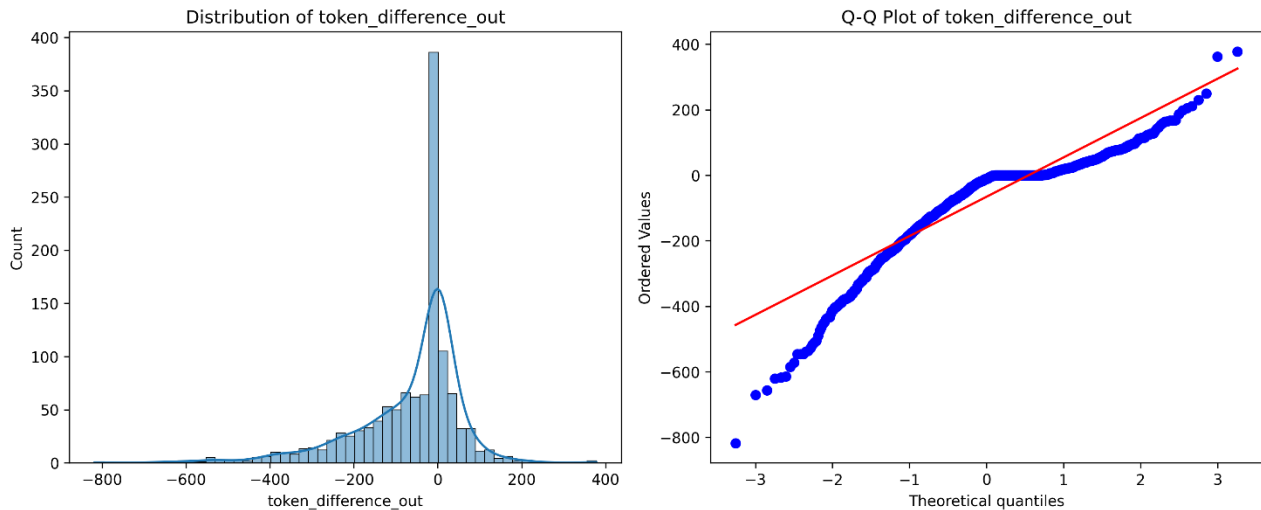 Distribution of token_difference_out
400
350
300
250
200
150
100
50
0
Count
−800 −600 −400 −200 0 200 400
token_difference_out
Q-Q Plot of token_difference_out
400
200
0
−200
−400
−600
−800
Ordered Values
−3 −2 −1 0 1 2 3
Theoretical quantiles